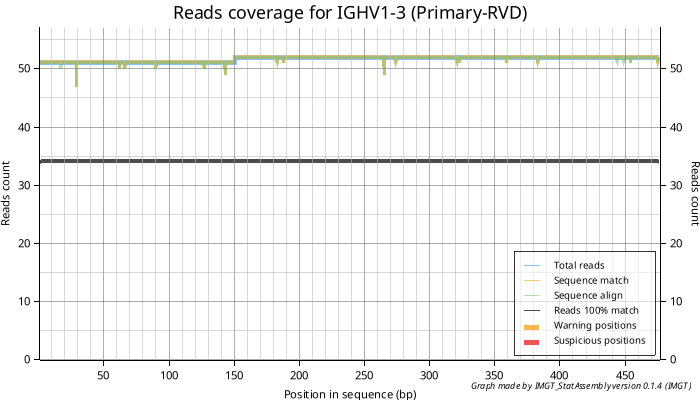 Reads coverage for IGHV1-3 (Primary-RVD)
50
40
30
20
10
0
Reads count
50
40
30
20
10
0
Reads count
Total reads
Sequence match
Sequence align
Reads 100% match
Warning positions
Suspicious positions
50 100 150 200 250 300 350 400 450
Position in sequence (bp)
Graph made by IMGT_StatAssembly version 0.1.4 (IMGT)